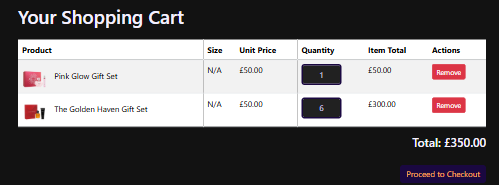 Your Shopping Cart
Product Size Unit Price Quantity Item Total Actions
Pink Glow Gift Set N/A £50.00 1 £50.00 Remove
The Golden Haven Gift Set N/A £50.00 6 £300.00 Remove
Total: £350.00
Proceed to Checkout